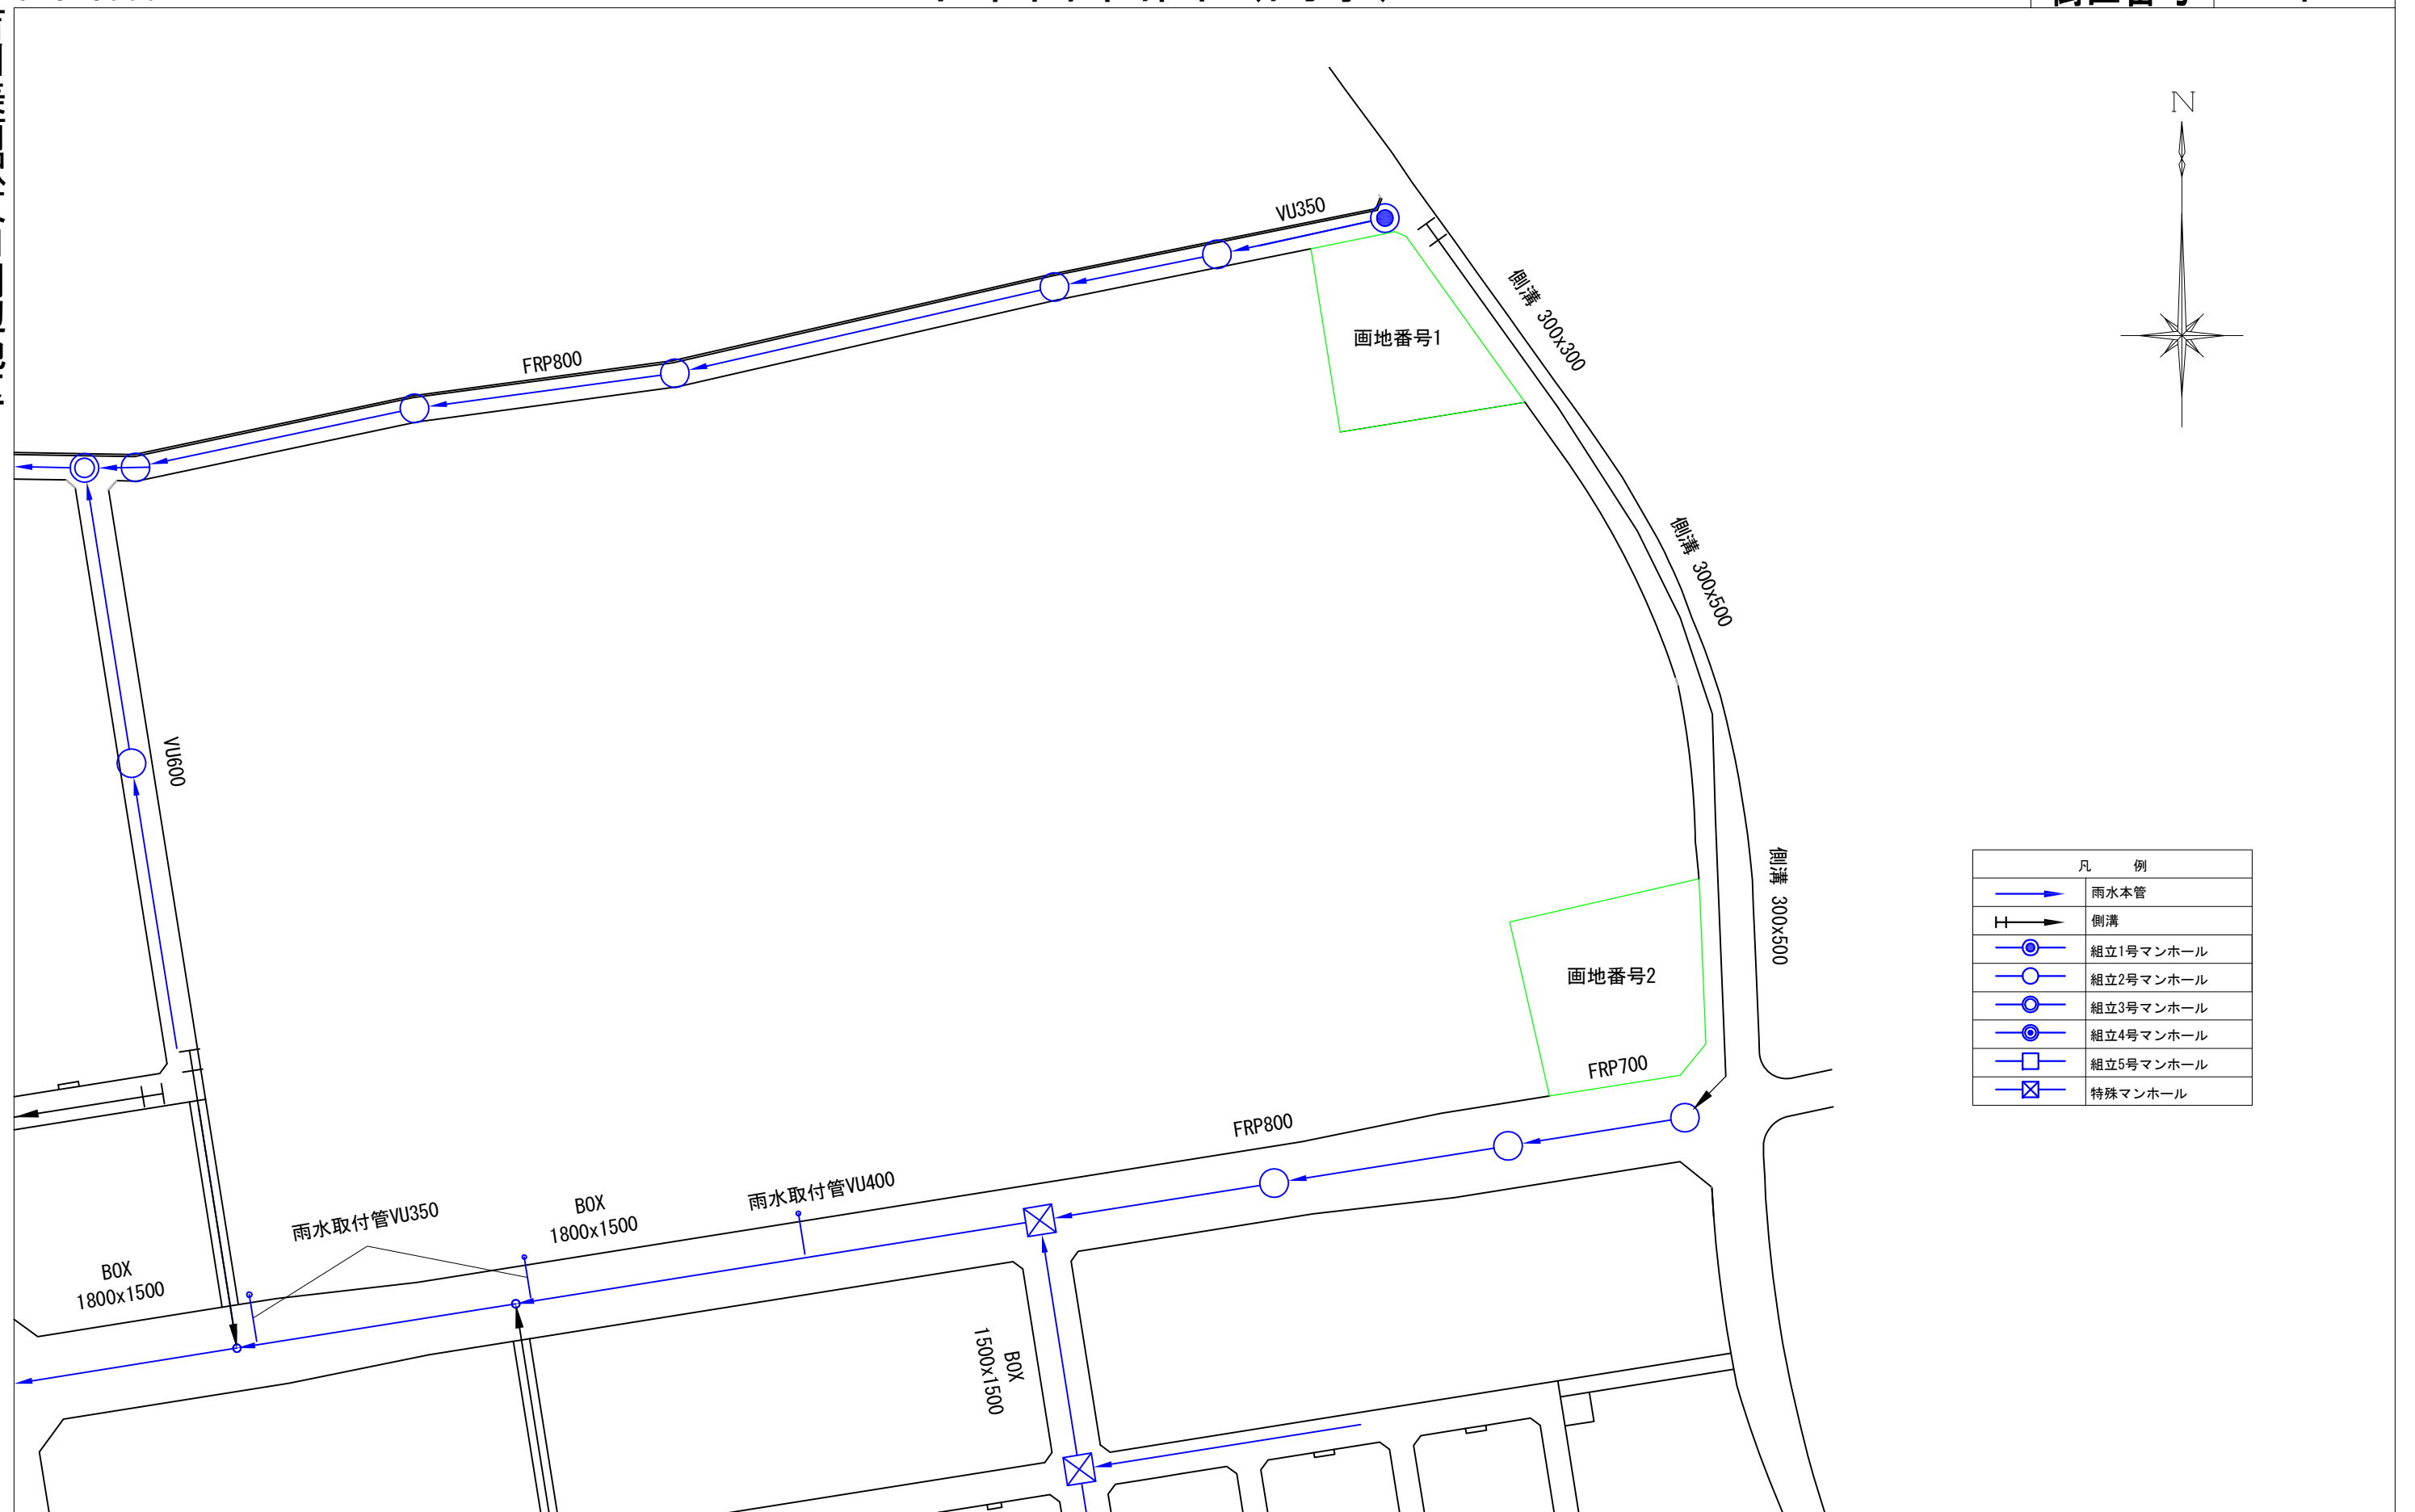 N
VU350
側溝 300x300
画地番号1
FRP800
側溝 300x500
VU600
側溝 300x500
画地番号2
FRP700
FRP800
雨水取付管VU400
BOX
1800x1500
雨水取付管VU350
BOX
1800x1500
BOX
1500x1500
凡 例
雨水本管
側溝
組立1号マンホール
組立2号マンホール
組立3号マンホール
組立4号マンホール
組立5号マンホール
特殊マンホール